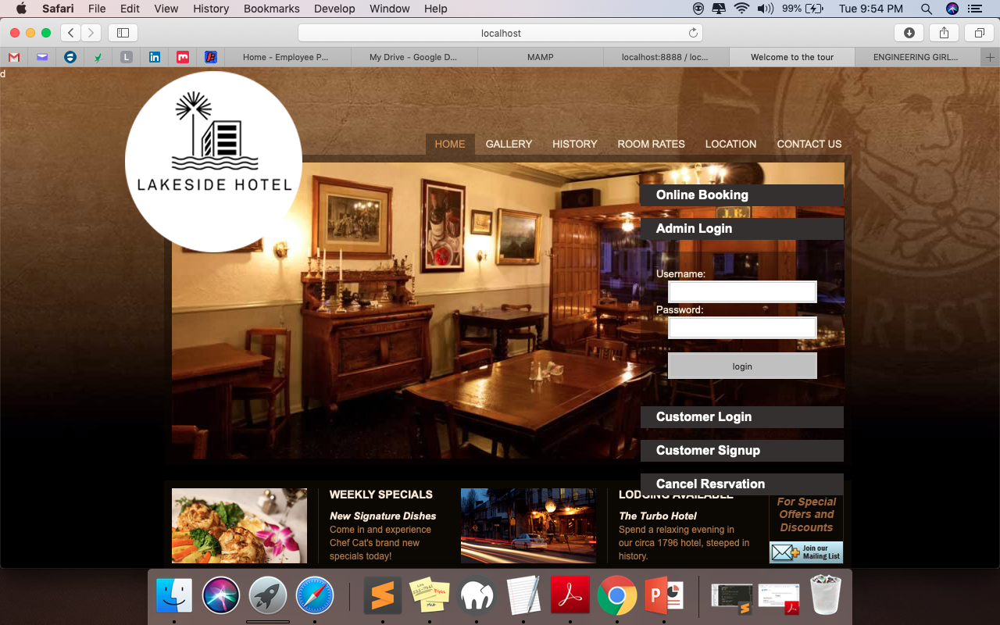 Safari File Edit View History Bookmarks Develop Window Help 99% Tue 9:54 PM
localhost
L in Home - Employee P... My Drive - Google D... MAMP localhost:8888 / loc... Welcome to the tour ENGINEERING GIRL...
d
LAKESIDE HOTEL
HOME GALLERY HISTORY ROOM RATES LOCATION CONTACT US
Online Booking
J.B.
Admin Login
Username:
Password:
login
REST
Customer Login
Customer Signup
Cancel Resrvation
WEEKLY SPECIALS
New Signature Dishes
Come in and experience
Chef Cat's brand new
specials today!
LODGING AVAILABLE
The Turbo Hotel
Spend a relaxing evening in
our circa 1796 hotel, steeped in
history.
For Special
Offers and
Discounts
Join our
Mailing List